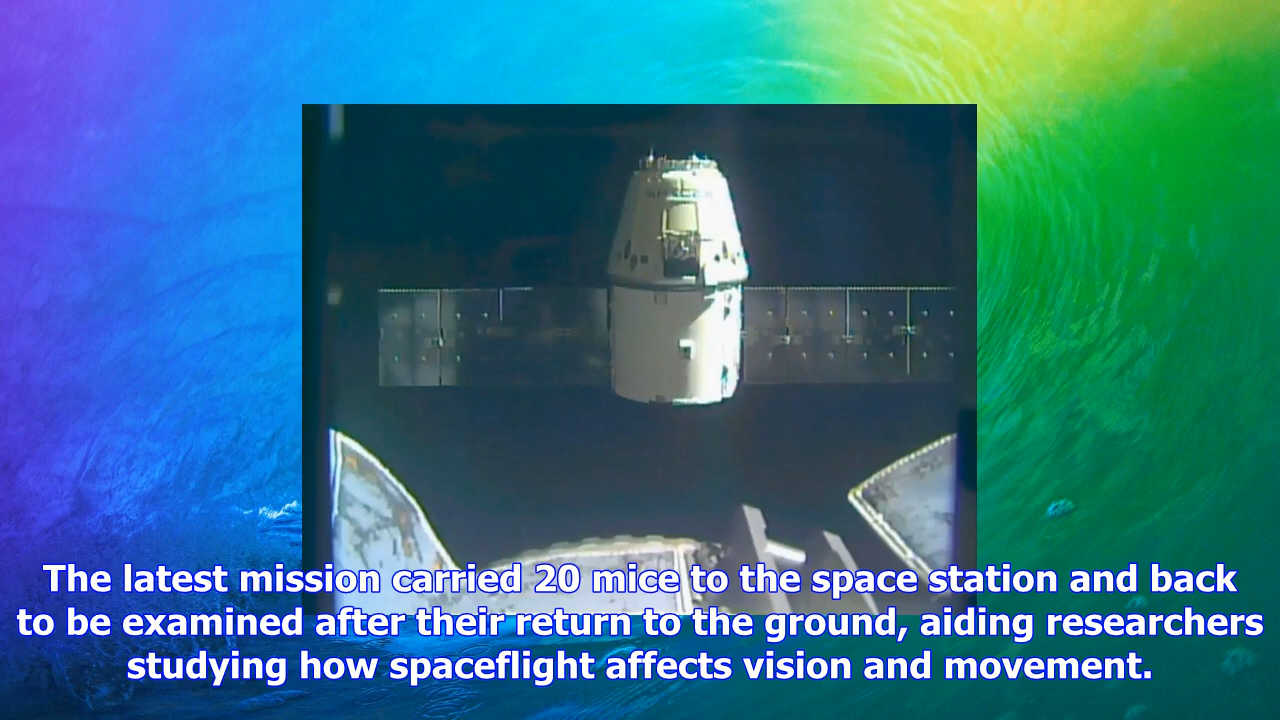 The latest mission carried 20 mice to the space station and back
to be examined after their return to the ground, aiding researchers
studying how spaceflight affects vision and movement.